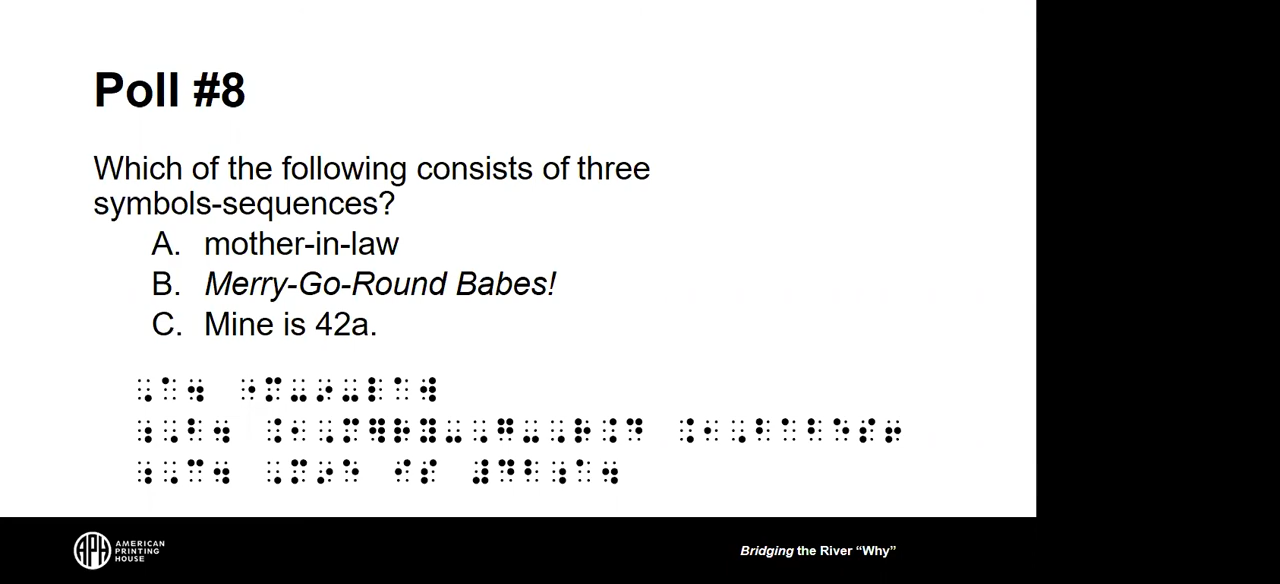 Poll #8
Which of the following consists of three
symbols-sequences?
A. mother-in-law
B. Merry-Go-Round Babes!
C. Mine is 42a.
⠠⠁⠲ ⠐⠍⠤⠔⠤⠇⠁⠺
⠰⠠⠃⠲ ⠨⠂⠠⠍⠻⠗⠽⠤⠠⠛⠤⠠⠗⠨⠙ ⠨⠂⠠⠃⠁⠃⠑⠎⠖
⠰⠠⠉⠲ ⠠⠍⠔⠑ ⠊⠎ ⠼⠙⠃⠰⠁⠲
APH
AMERICAN
PRINTING
HOUSE
Bridging the River “Why”